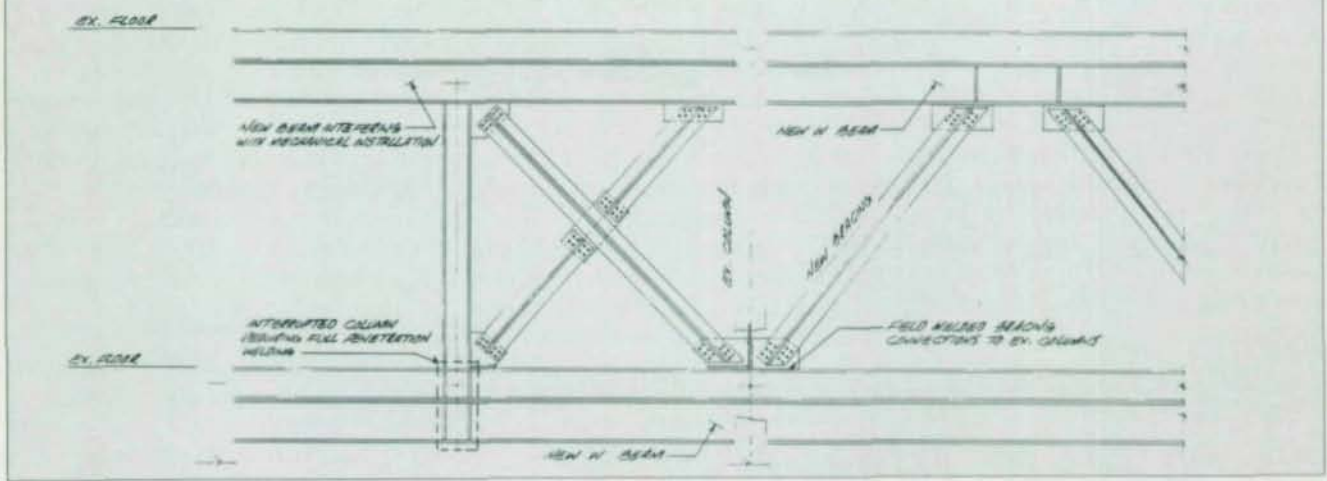 EX. FLOOR
NEW BEAM INTEFERING
WITH MECHANICAL INSTALLATION
NEW W BEAM
EX. COLUMN
NEW BRACING
INTERRUPTED COLUMN
REQUIRING FULL PENETRATION
WELDING
FIELD WELDED BRACING
CONNECTIONS TO EX. COLUMNS
EX. FLOOR
NEW W BEAM